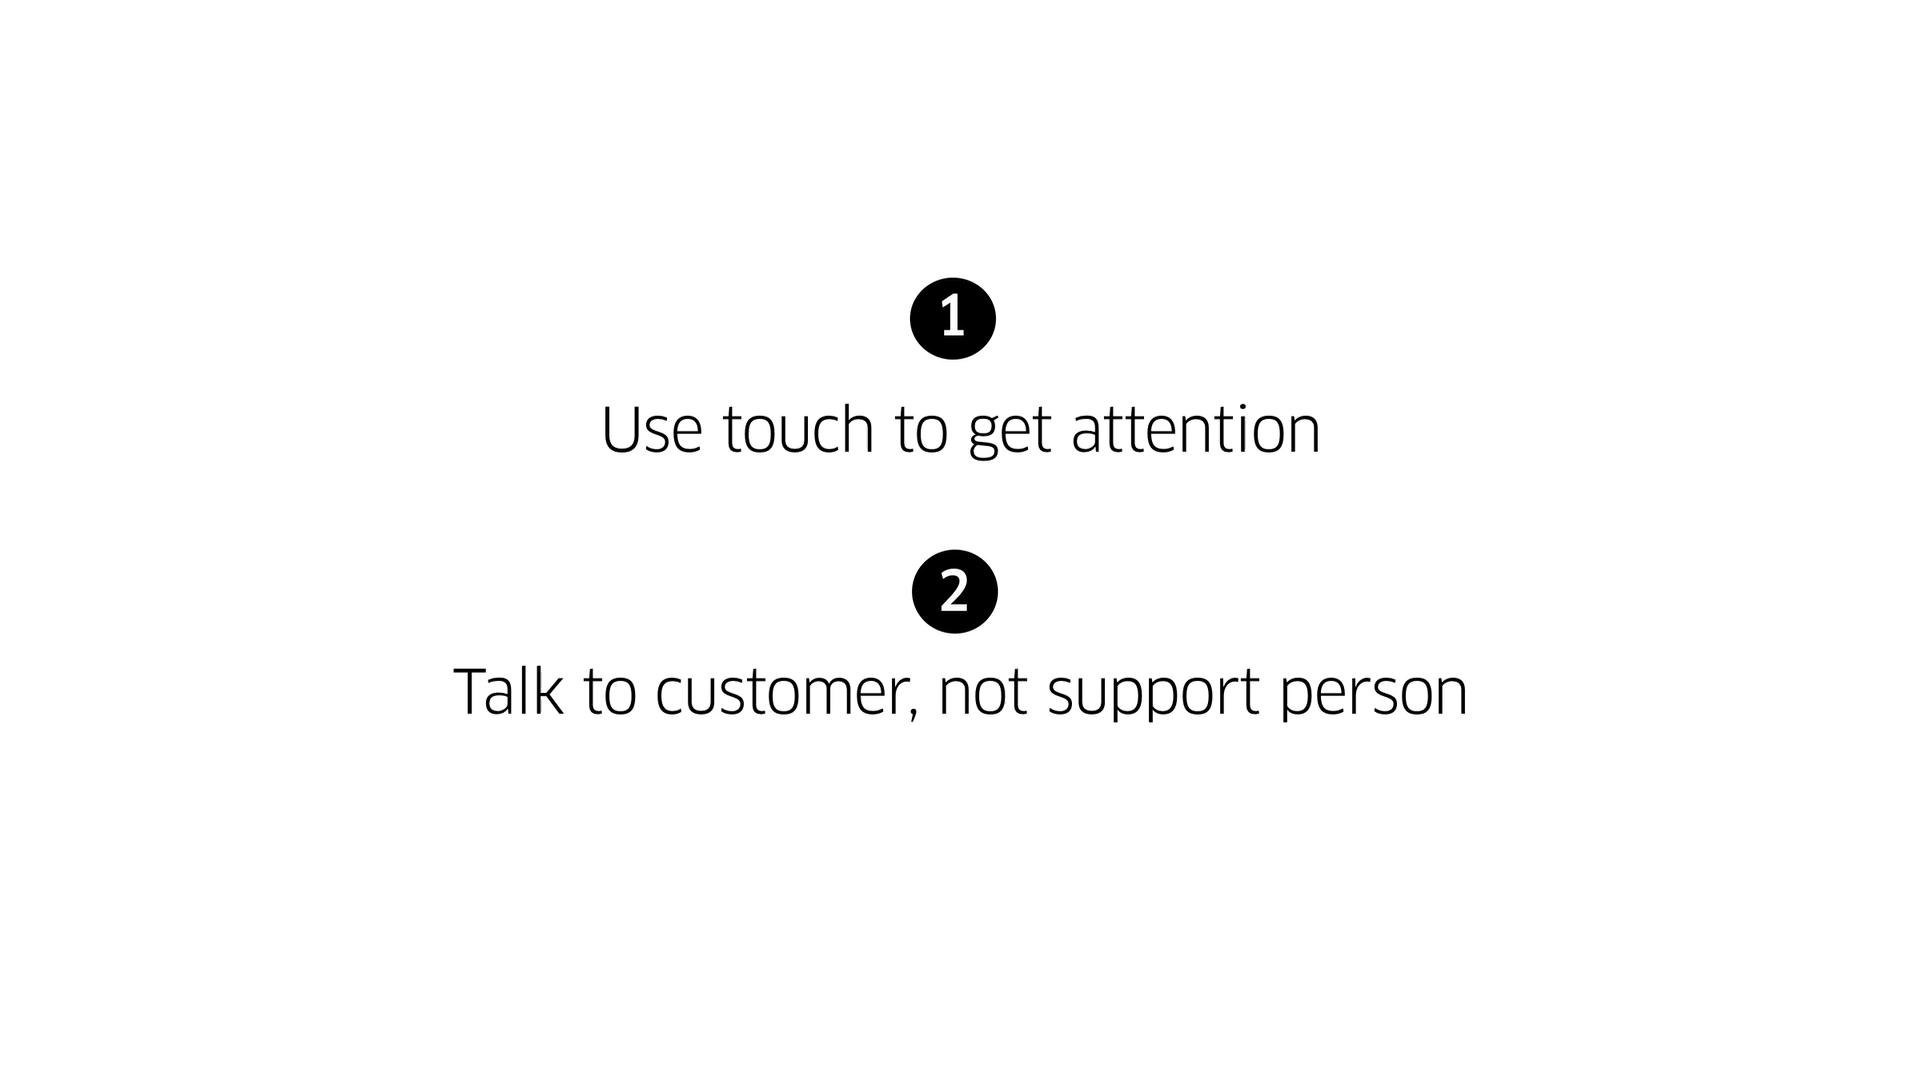 1
Use touch to get attention
2
Talk to customer, not support person